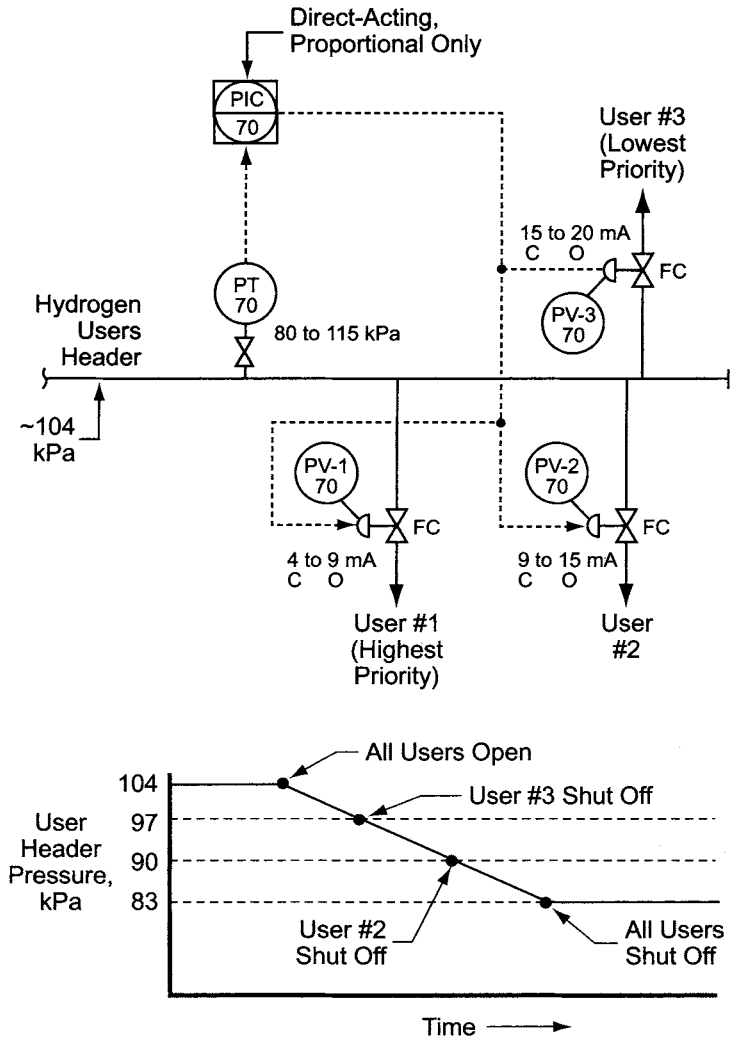 Direct-Acting,
Proportional Only
PIC
70
User #3
(Lowest
Priority)
15 to 20 mA
C O
FC
PT
70
PV-3
70
Hydrogen
Users
Header
80 to 115 kPa
~104
kPa
PV-1
70
PV-2
70
FC
FC
4 to 9 mA
C O
9 to 15 mA
C O
User #1
(Highest
Priority)
User
#2
All Users Open
104
User #3 Shut Off
97
User
Header
Pressure,
kPa
90
83
User #2
Shut Off
All Users
Shut Off
Time